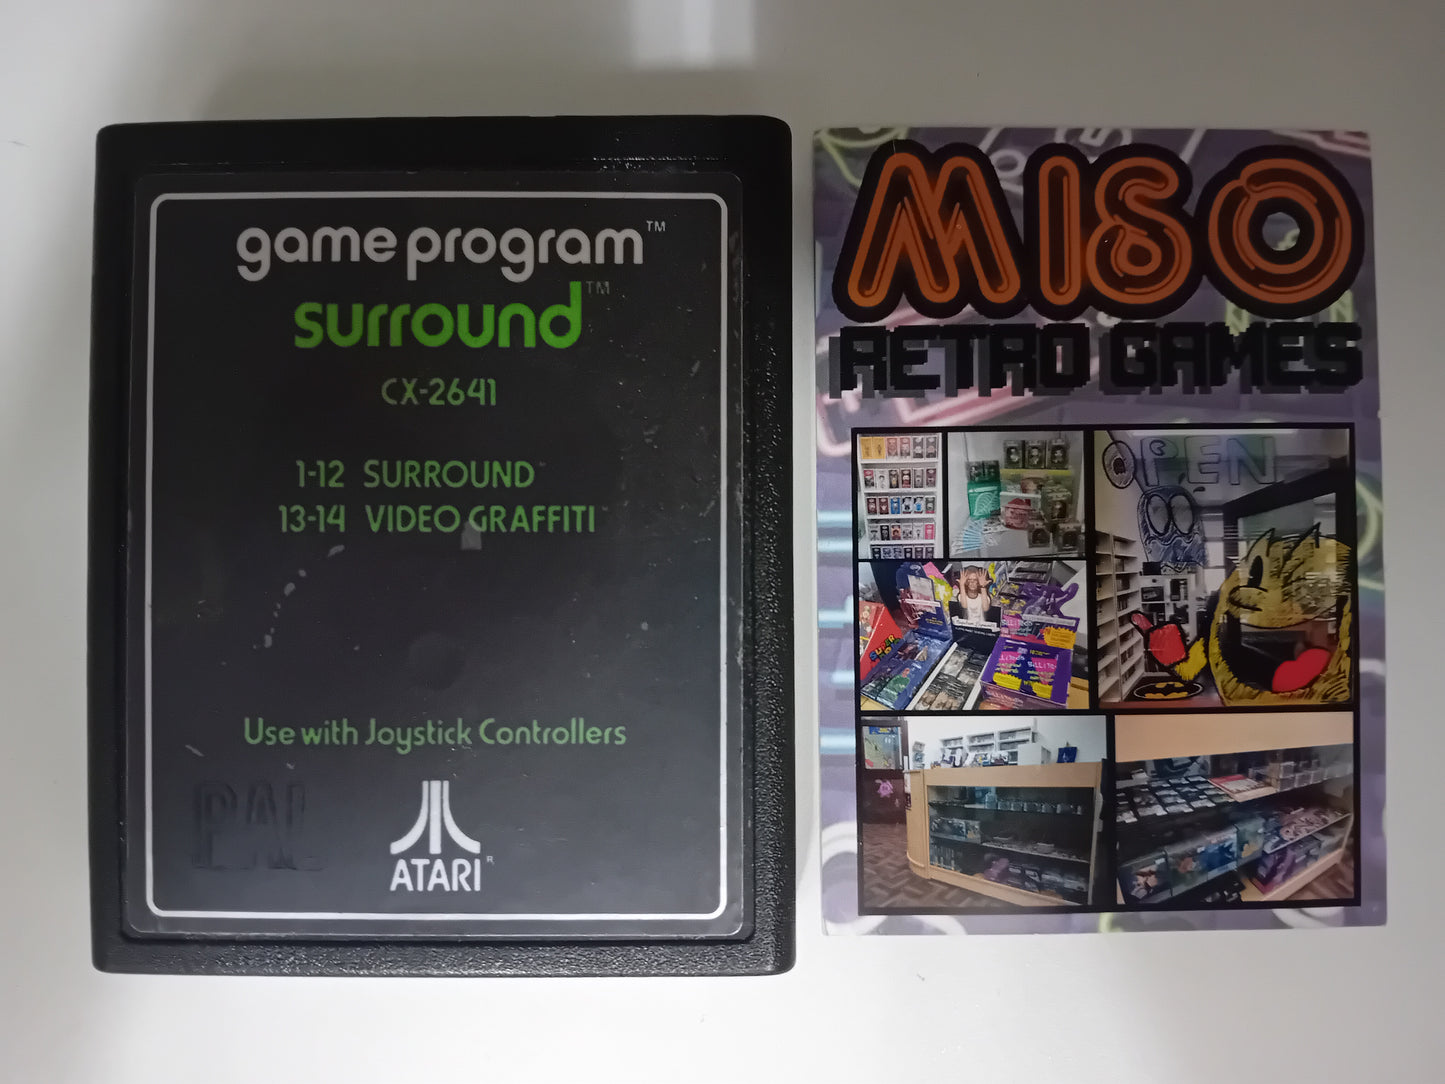 game program™
surround™
CX-2641
1-12 SURROUND
13-14 VIDEO GRAFFITI
Use with Joystick Controllers
PAL
ATARI®
MISO
RETRO GAMES
OPEN